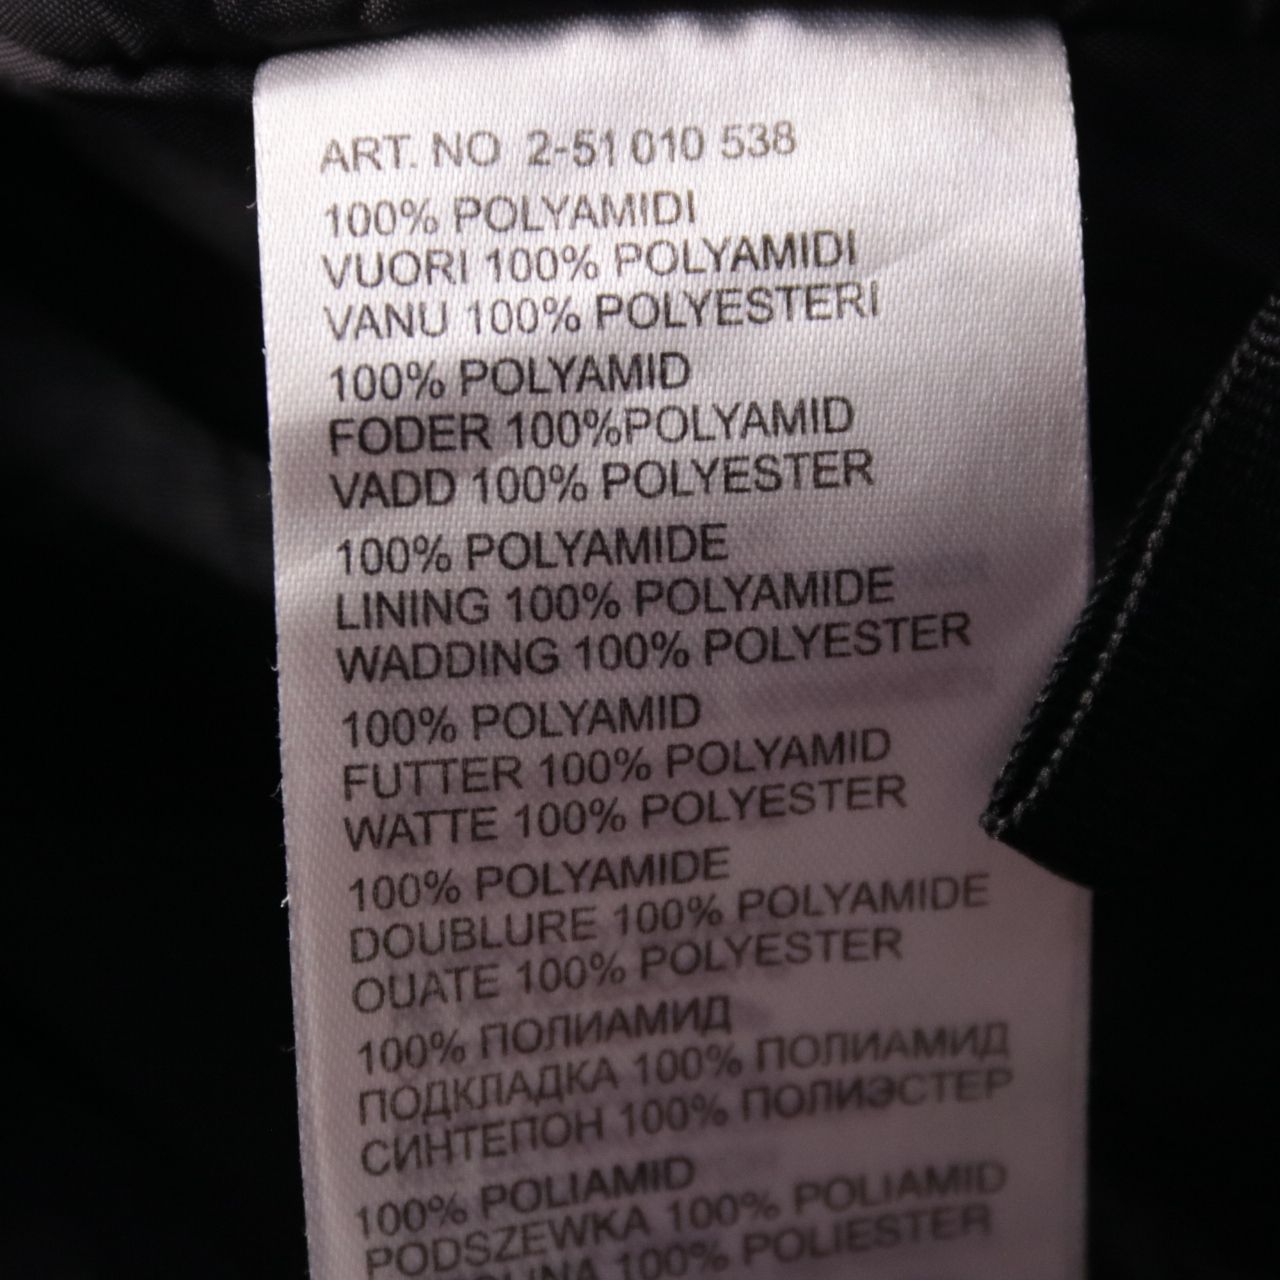 ART. NO 2-51 010 538
100% POLYAMIDI
VUORI 100% POLYAMIDI
VANU 100% POLYESTERI
100% POLYAMID
FODER 100%POLYAMID
VADD 100% POLYESTER
100% POLYAMIDE
LINING 100% POLYAMIDE
WADDING 100% POLYESTER
100% POLYAMID
FUTTER 100% POLYAMID
WATTE 100% POLYESTER
100% POLYAMIDE
DOUBLURE 100% POLYAMIDE
OUATE 100% POLYESTER
100% ПОЛИАМИД
ПОДКЛАДКА 100% ПОЛИАМИД
СИНТЕПОН 100% ПОЛИЭСТЕР
100% POLIAMID
PODSZEWKA 100% POLIAMID
100% POLIESTER